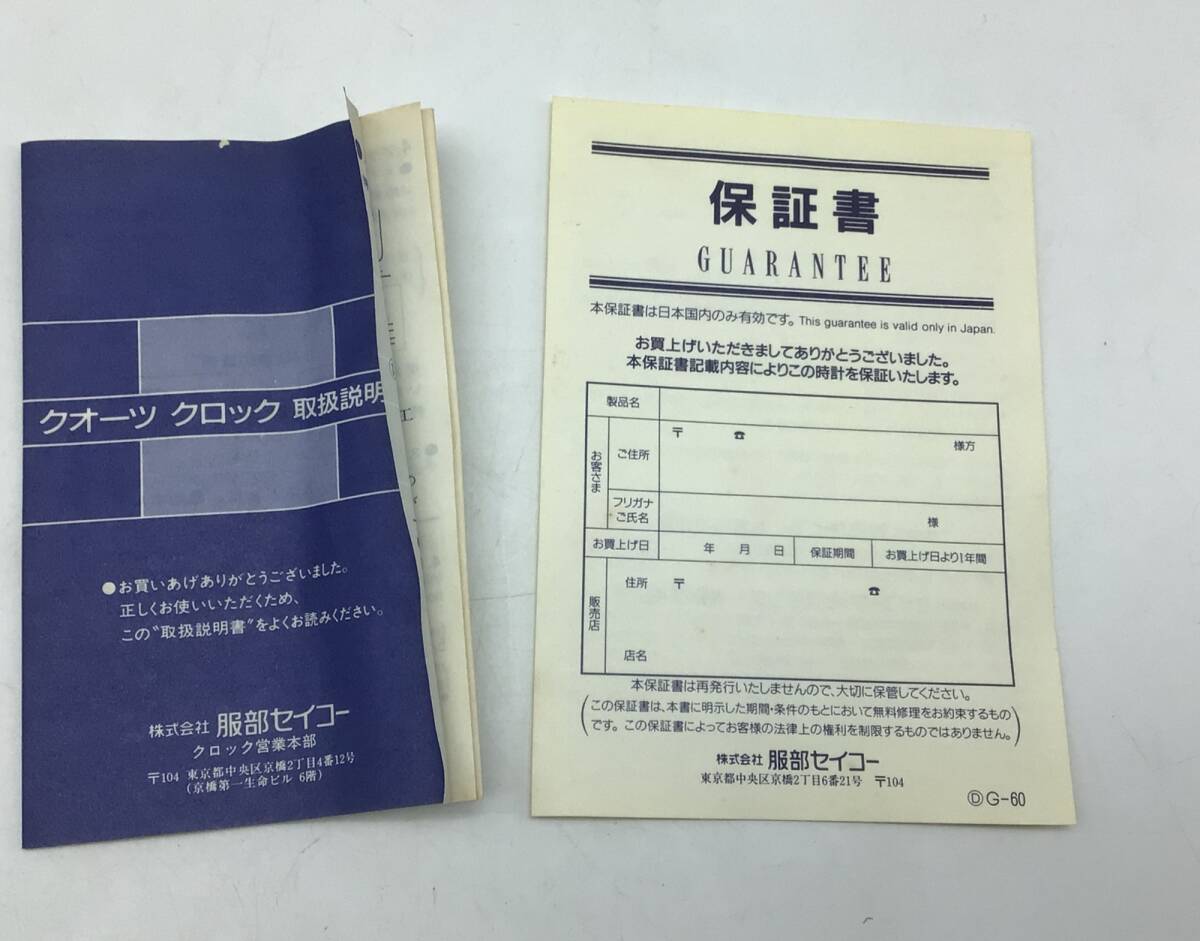 クオーツ クロック 取扱説明
●お買いあげありがとうございました。
正しくお使いいただくため、
この“取扱説明書”をよくお読みください。
株式会社 服部セイコー
クロック営業本部
〒104 東京都中央区京橋2丁目4番12号
(京橋第一生命ビル 6階)
保証書
GUARANTEE
本保証書は日本国内のみ有効です。This guarantee is valid only in Japan.
お買上げいただきましてありがとうございました。
本保証書記載内容によりこの時計を保証いたします。
製品名
お客さま
ご住所 〒 ☎ 様方
フリガナ
ご氏名 様
お買上げ日 年 月 日 保証期間 お買上げ日より1年間
販売店
住所 〒 ☎
店名
本保証書は再発行いたしませんので、大切に保管してください。
(この保証書は、本書に明示した期間・条件のもとにおいて無料修理をお約束するもの
です。この保証書によってお客様の法律上の権利を制限するものではありません。)
株式会社 服部セイコー
東京都中央区京橋2丁目6番21号 〒104
ⒹG-60